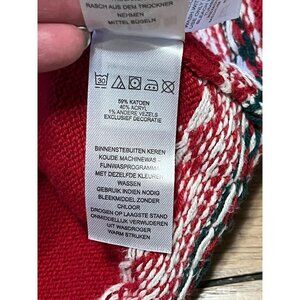 RASCH AUS DEM TROCKNER
NEHMEN
MITTEL BÜGELN
30
59% KATOEN
40% ACRYL
1% ANDERE VEZELS
EXCLUSIEF DECORATIE
BINNENSTEBUITEN KEREN
KOUDE MACHINEWAS
FIJNWASPROGRAMMA
MET DEZELFDE KLEUREN
WASSEN
GEBRUIK INDIEN NODIG
BLEEKMIDDEL ZONDER
CHLOOR
DROGEN OP LAAGSTE STAND
ONMIDDELLIJK VERWIJDEREN
UIT WASDROGER
WARM STRIJKEN